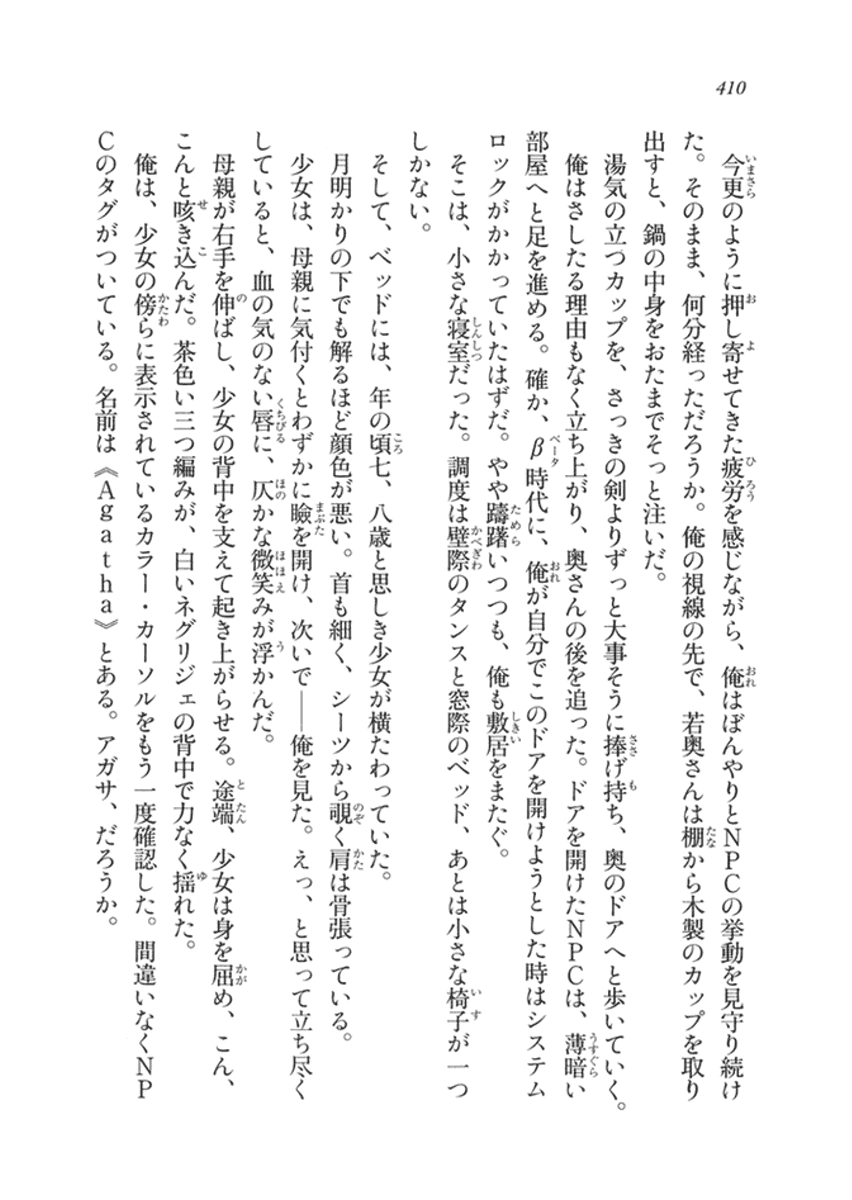 410
今更のように押し寄せてきた疲労を感じながら、俺はぼんやりとNPCの挙動を見守り続け
た。そのまま、何分経っただろうか。俺の視線の先で、若奥さんは棚から木製のカップを取り
出すと、鍋の中身をおたまでそっと注いだ。
湯気の立つカップを、さっきの剣よりずっと大事そうに捧げ持ち、奥のドアへと歩いていく。
俺はさしたる理由もなく立ち上がり、奥さんの後を追った。ドアを開けたNPCは、薄暗い
部屋へと足を進める。確か、β時代に、俺が自分でこのドアを開けようとした時はシステム
ロックがかかっていたはずだ。やや躊躇いつつも、俺も敷居をまたぐ。
そこは、小さな寝室だった。調度は壁際のタンスと窓際のベッド、あとは小さな椅子が一つ
しかない。
そして、ベッドには、年の頃七、八歳と思しき少女が横たわっていた。
月明かりの下でも解るほど顔色が悪い。首も細く、シーツから覗く肩は骨張っている。
少女は、母親に気付くとわずかに瞼を開け、次いで――俺を見た。えっ、と思って立ち尽く
していると、血の気のない唇に、仄かな微笑みが浮かんだ。
母親が右手を伸ばし、少女の背中を支えて起き上がらせる。途端、少女は身を屈め、こん、
こんと咳き込んだ。茶色い三つ編みが、白いネグリジェの背中で力なく揺れた。
俺は、少女の傍らに表示されているカラー・カーソルをもう一度確認した。間違いなくNP
Cのタグがついている。名前は《Agatha》とある。アガサ、だろうか。